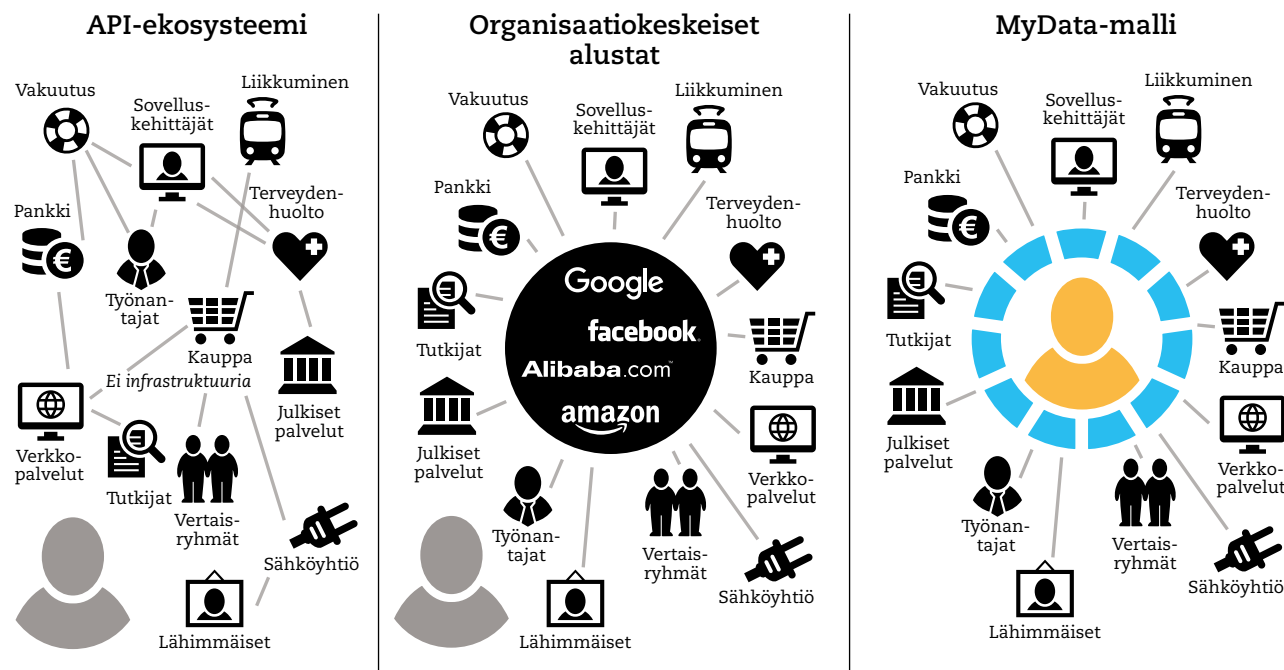 API-ekosysteemi
Vakuutus
Sovellus-
kehittäjät
Liikkuminen
Pankki
€
Terveyden-
huolto
Työnan-
tajat
Kauppa
Ei infrastruktuuria
Julkiset
palvelut
Verkko-
palvelut
Tutkijat
Vertais-
ryhmät
Sähköyhtiö
Lähimmäiset
Organisaatiokeskeiset
alustat
Vakuutus
Sovellus-
kehittäjät
Liikkuminen
Pankki
€
Terveyden-
huolto
Google
facebook.
Alibaba.com™
amazon
Tutkijat
Kauppa
Julkiset
palvelut
Verkko-
palvelut
Työnan-
tajat
Vertais-
ryhmät
Sähköyhtiö
Lähimmäiset
MyData-malli
Vakuutus
Sovellus-
kehittäjät
Liikkuminen
Pankki
€
Terveyden-
huolto
Tutkijat
Kauppa
Julkiset
palvelut
Verkko-
palvelut
Työnan-
tajat
Vertais-
ryhmät
Sähköyhtiö
Lähimmäiset